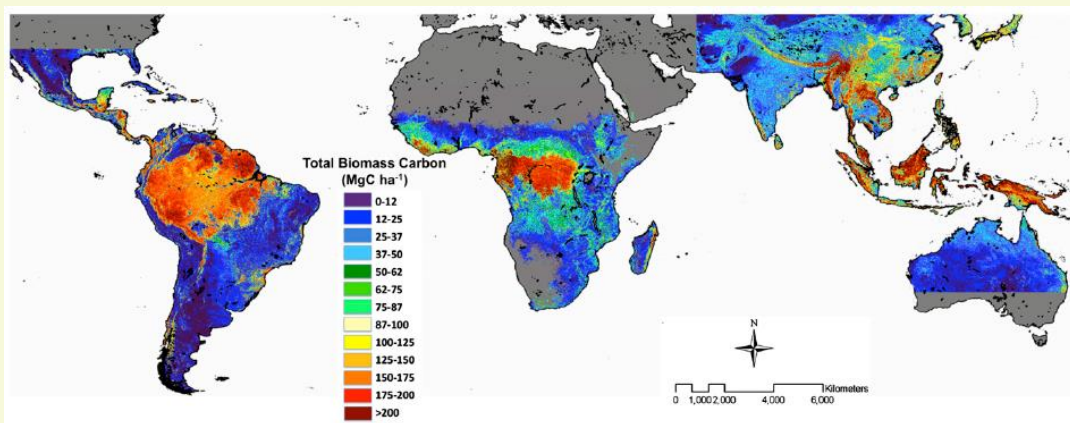 Total Biomass Carbon
(MgC ha⁻¹)
0-12
12-25
25-37
37-50
50-62
62-75
75-87
87-100
100-125
125-150
150-175
175-200
>200
N
Kilometers
0 1,000 2,000 4,000 6,000